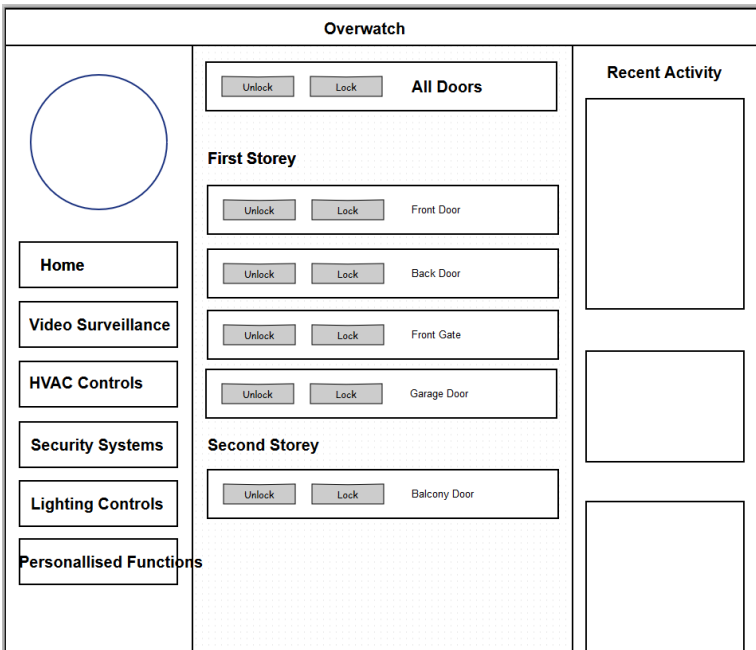 Overwatch
Home
Video Surveillance
HVAC Controls
Security Systems
Lighting Controls
Personallised Functions
Unlock Lock All Doors
First Storey
Unlock Lock Front Door
Unlock Lock Back Door
Unlock Lock Front Gate
Unlock Lock Garage Door
Second Storey
Unlock Lock Balcony Door
Recent Activity